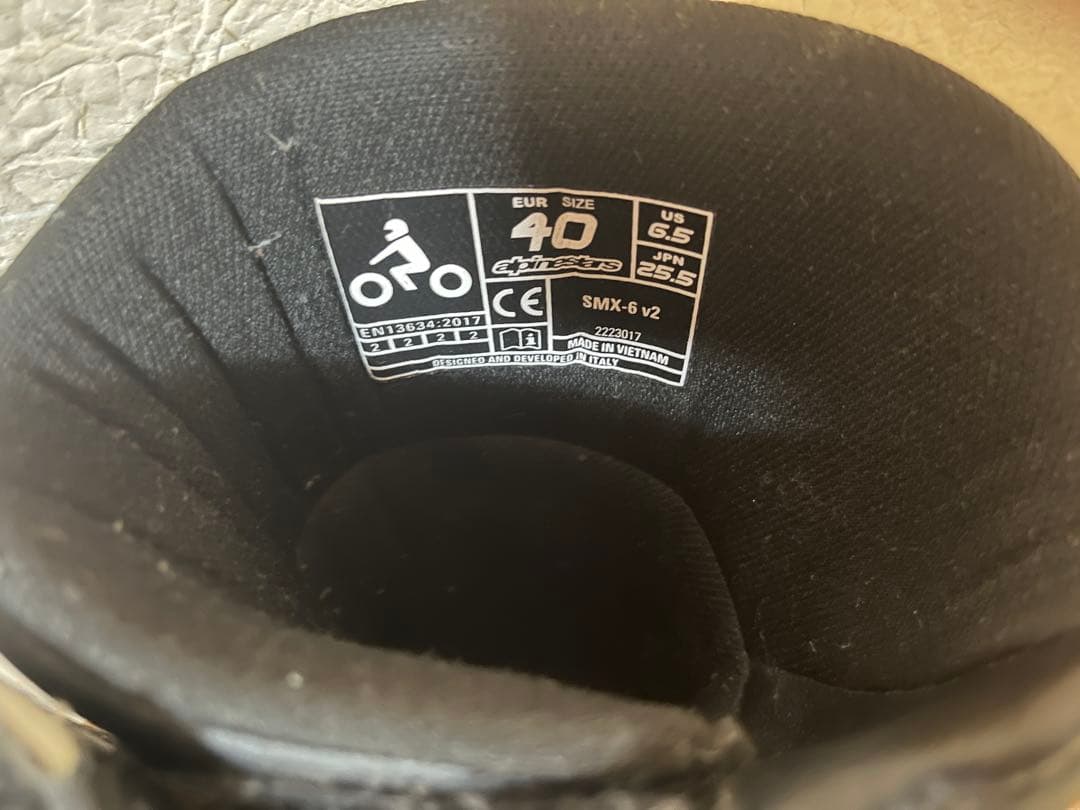 EUR SIZE
40
alpinestars
US
6.5
JPN
25.5
EN13634:2017
2 2 2 2
CE
i
SMX-6 v2
2223017
MADE IN VIETNAM
DESIGNED AND DEVELOPED IN ITALY